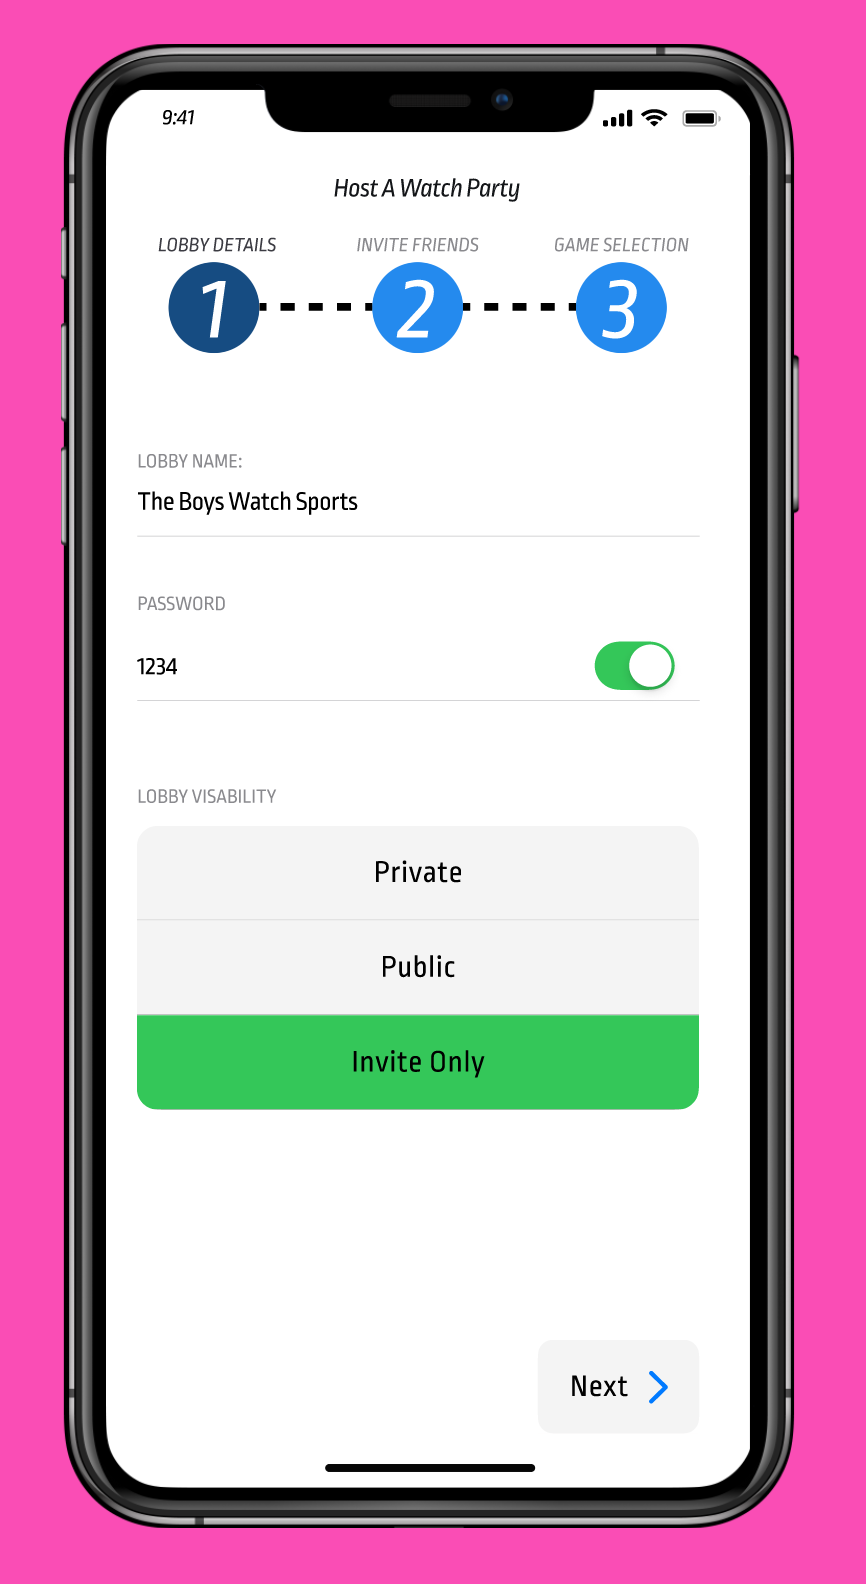 9:41
Host A Watch Party
LOBBY DETAILS INVITE FRIENDS GAME SELECTION
1 2 3
LOBBY NAME:
The Boys Watch Sports
PASSWORD
1234
LOBBY VISABILITY
Private
Public
Invite Only
Next